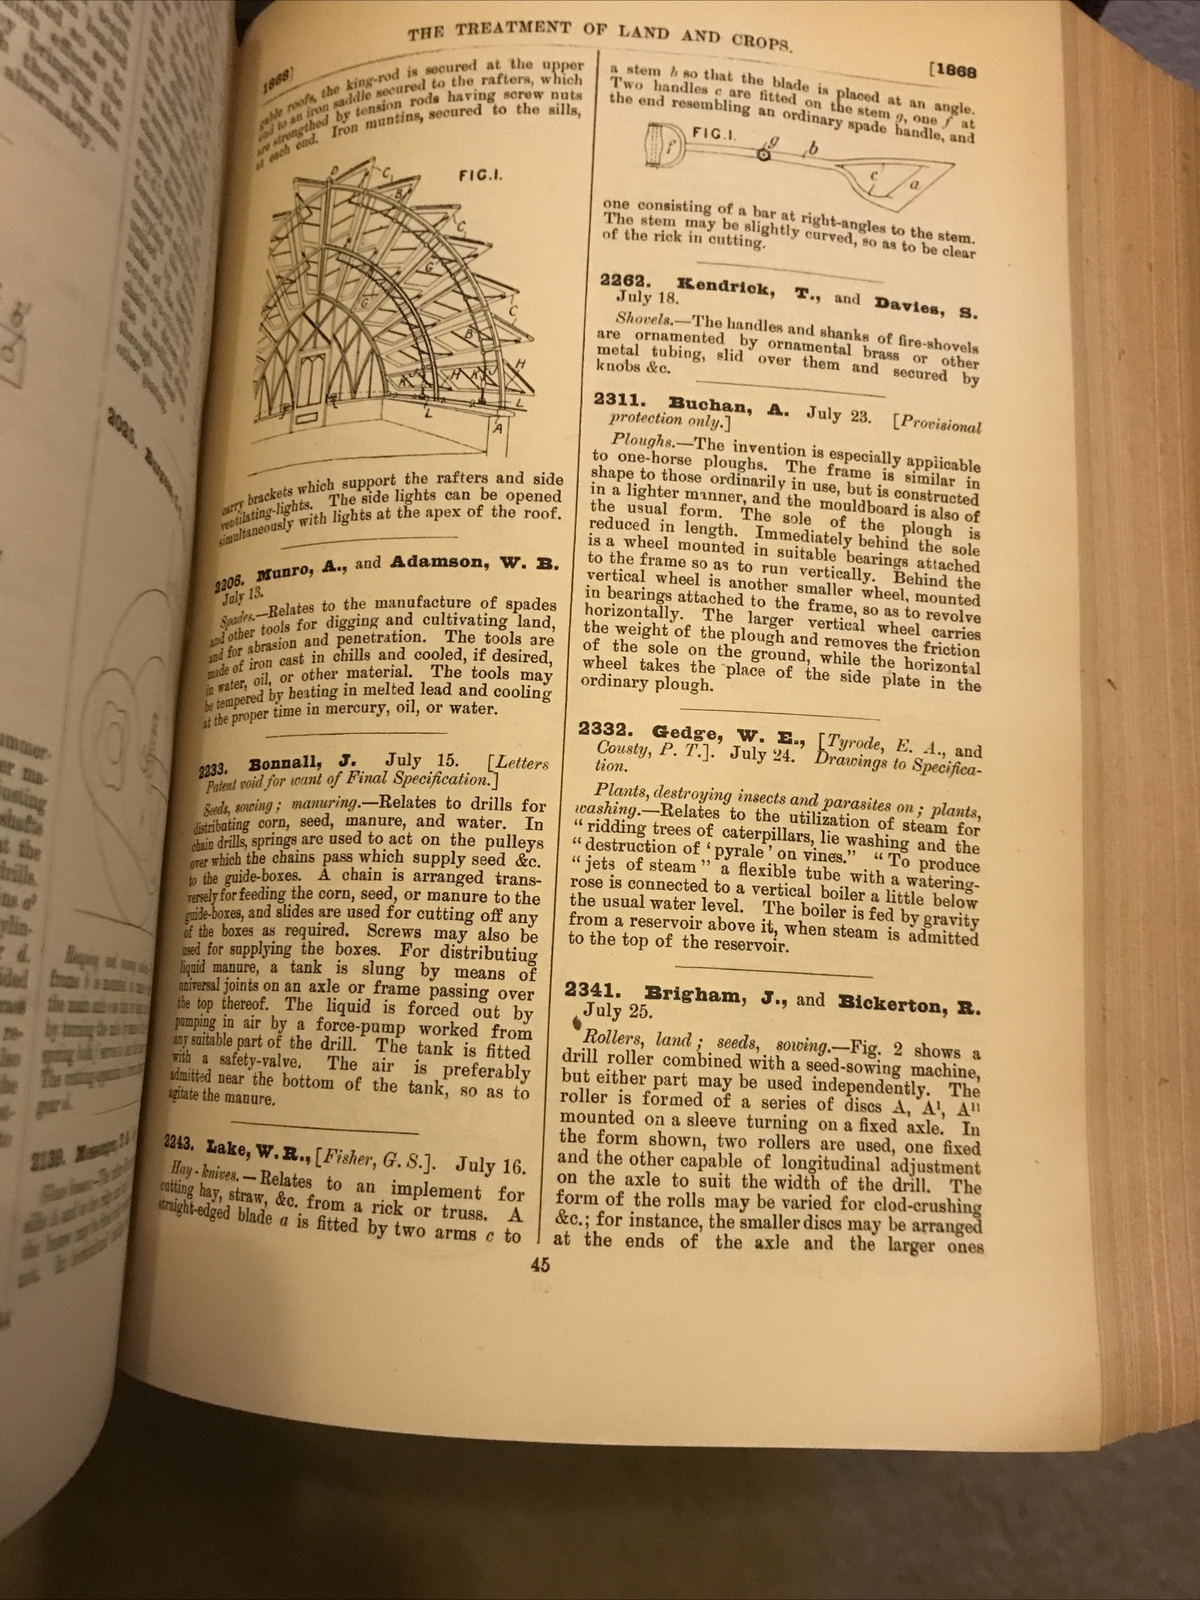 THE TREATMENT OF LAND AND CROPS.
1868]
gable roofs, the king-rod is secured at the upper
end to an iron saddle secured to the rafters, which
are strengthed by tension rods having screw nuts
at each end. Iron muntins, secured to the sills,
FIG.1.
carry brackets which support the rafters and side
ventilating-lights. The side lights can be opened
simultaneously with lights at the apex of the roof.
2206. Munro, A., and Adamson, W. B.
July 13.
Spades.—Relates to the manufacture of spades
and other tools for digging and cultivating land,
and for abrasion and penetration. The tools are
made of iron cast in chills and cooled, if desired,
in water, oil, or other material. The tools may
be tempered by heating in melted lead and cooling
at the proper time in mercury, oil, or water.
2233. Bonnall, J. July 15. [Letters
Patent void for want of Final Specification.]
Seeds, sowing; manuring.—Relates to drills for
distributing corn, seed, manure, and water. In
chain drills, springs are used to act on the pulleys
over which the chains pass which supply seed &c.
to the guide-boxes. A chain is arranged trans-
versely for feeding the corn, seed, or manure to the
guide-boxes, and slides are used for cutting off any
of the boxes as required. Screws may also be
used for supplying the boxes. For distributing
liquid manure, a tank is slung by means of
universal joints on an axle or frame passing over
the top thereof. The liquid is forced out by
pumping in air by a force-pump worked from
any suitable part of the drill. The tank is fitted
with a safety-valve. The air is preferably
admitted near the bottom of the tank, so as to
agitate the manure.
2243. Lake, W. R., [Fisher, G. S.]. July 16.
Hay-knives.—Relates to an implement for
cutting hay, straw, &c. from a rick or truss. A
straight-edged blade a is fitted by two arms c to
[1868
a stem b so that the blade is placed at an angle.
Two handles e are fitted on the stem g, one f at
the end resembling an ordinary spade handle, and
FIG.1.
f g b c a
one consisting of a bar at right-angles to the stem.
The stem may be slightly curved, so as to be clear
of the rick in cutting.
2262. Kendrick, T., and Davies, S.
July 18.
Shovels.—The handles and shanks of fire-shovels
are ornamented by ornamental brass or other
metal tubing, slid over them and secured by
knobs &c.
2311. Buchan, A. July 23. [Provisional
protection only.]
Ploughs.—The invention is especially applicable
to one-horse ploughs. The frame is similar in
shape to those ordinarily in use, but is constructed
in a lighter manner, and the mouldboard is also of
the usual form. The sole of the plough is
reduced in length. Immediately behind the sole
is a wheel mounted in suitable bearings attached
to the frame so as to run vertically. Behind the
vertical wheel is another smaller wheel, mounted
in bearings attached to the frame, so as to revolve
horizontally. The larger vertical wheel carries
the weight of the plough and removes the friction
of the sole on the ground, while the horizontal
wheel takes the place of the side plate in the
ordinary plough.
2332. Gedge, W. E., [Tyrode, E. A., and
Cousty, P. T.]. July 24. Drawings to Specifica-
tion.
Plants, destroying insects and parasites on; plants,
washing.—Relates to the utilization of steam for
"ridding trees of caterpillars, lie washing and the
"destruction of 'pyrale' on vines." "To produce
"jets of steam" a flexible tube with a watering-
rose is connected to a vertical boiler a little below
the usual water level. The boiler is fed by gravity
from a reservoir above it, when steam is admitted
to the top of the reservoir.
2341. Brigham, J., and Bickerton, R.
July 25.
Rollers, land; seeds, sowing.—Fig. 2 shows a
drill roller combined with a seed-sowing machine,
but either part may be used independently. The
roller is formed of a series of discs A, A¹, A¹¹
mounted on a sleeve turning on a fixed axle. In
the form shown, two rollers are used, one fixed
and the other capable of longitudinal adjustment
on the axle to suit the width of the drill. The
form of the rolls may be varied for clod-crushing
&c.; for instance, the smaller discs may be arranged
at the ends of the axle and the larger ones
45